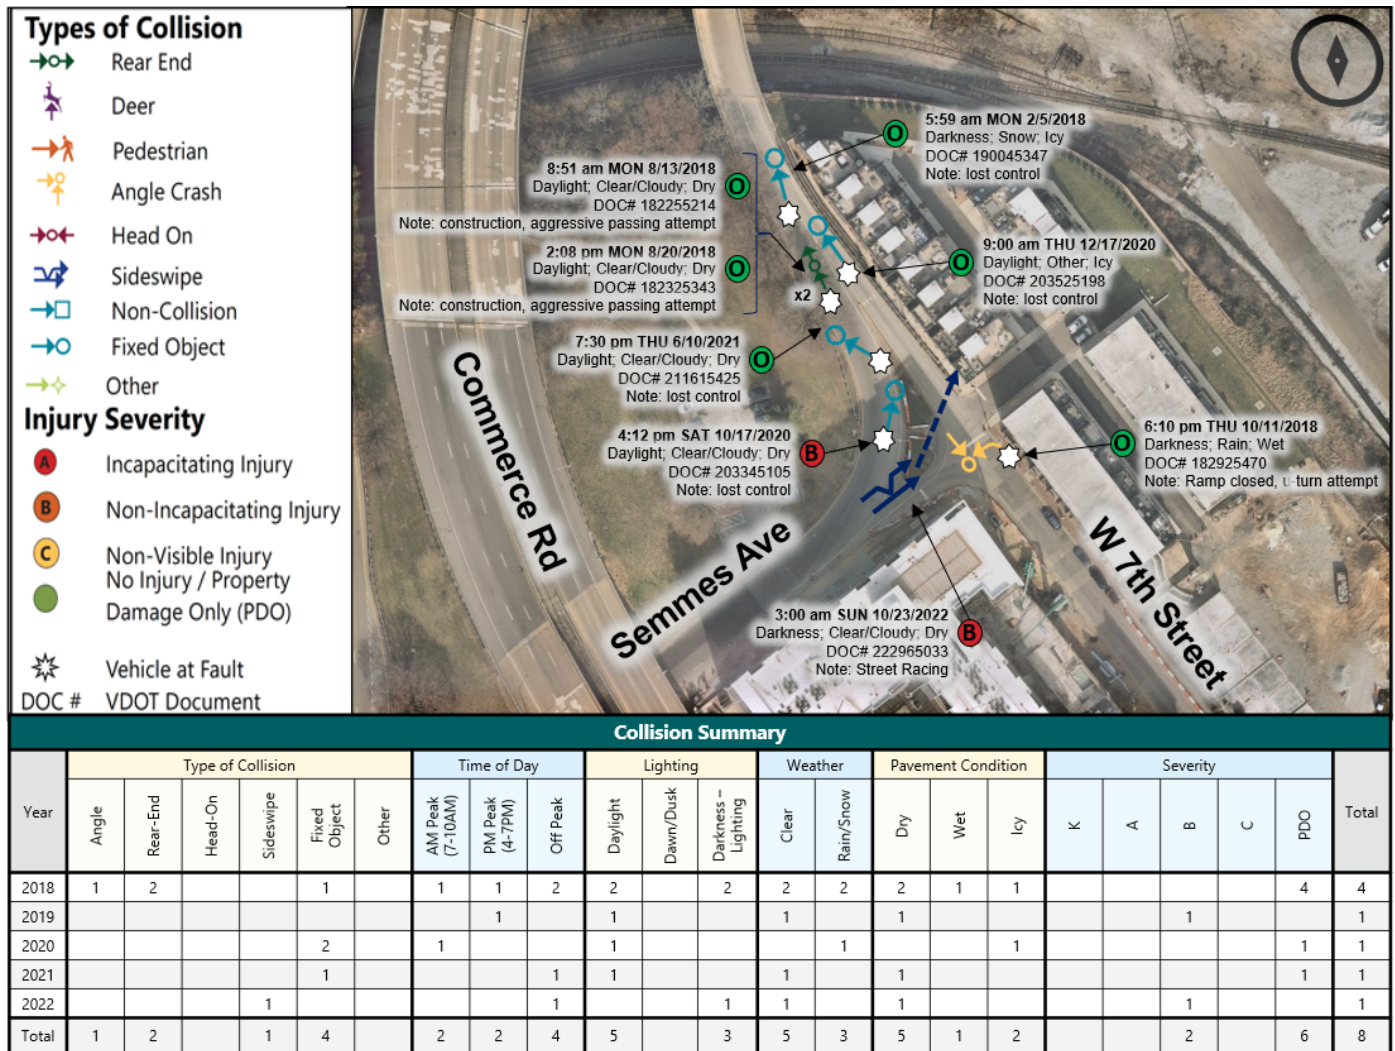 Types of Collision
Rear End
Deer
Pedestrian
Angle Crash
Head On
Sideswipe
Non-Collision
Fixed Object
Other
Injury Severity
A Incapacitating Injury
B Non-Incapacitating Injury
C Non-Visible Injury
No Injury / Property
Damage Only (PDO)
Vehicle at Fault
DOC # VDOT Document
5:59 am MON 2/5/2018
Darkness; Snow; Icy
DOC# 190045347
Note: lost control
O
8:51 am MON 8/13/2018
Daylight; Clear/Cloudy; Dry
DOC# 182255214
Note: construction, aggressive passing attempt
O
2:08 pm MON 8/20/2018
Daylight; Clear/Cloudy; Dry
DOC# 182325343
Note: construction, aggressive passing attempt
O
x2
9:00 am THU 12/17/2020
Daylight; Other; Icy
DOC# 203525198
Note: lost control
O
7:30 pm THU 6/10/2021
Daylight; Clear/Cloudy; Dry
DOC# 211615425
Note: lost control
O
4:12 pm SAT 10/17/2020
Daylight; Clear/Cloudy; Dry
DOC# 203345105
Note: lost control
B
6:10 pm THU 10/11/2018
Darkness; Rain; Wet
DOC# 182925470
Note: Ramp closed, u-turn attempt
O
3:00 am SUN 10/23/2022
Darkness; Clear/Cloudy; Dry
DOC# 222965033
Note: Street Racing
B
Commerce Rd
Semmes Ave
W 7th Street
Collision Summary
Year Type of Collision Time of Day Lighting Weather Pavement Condition Severity Total
Angle Rear-End Head-On Sideswipe Fixed Object Other AM Peak (7-10AM) PM Peak (4-7PM) Off Peak Daylight Dawn/Dusk Darkness – Lighting Clear Rain/Snow Dry Wet Icy K A B C PDO
2018 1 2 1 1 1 2 2 2 2 2 2 1 1 4 4
2019 1 1 1 1 1 1
2020 2 1 1 1 1 1 1
2021 1 1 1 1 1 1 1
2022 1 1 1 1 1 1 1
Total 1 2 1 4 2 2 4 5 3 5 3 5 1 2 2 6 8